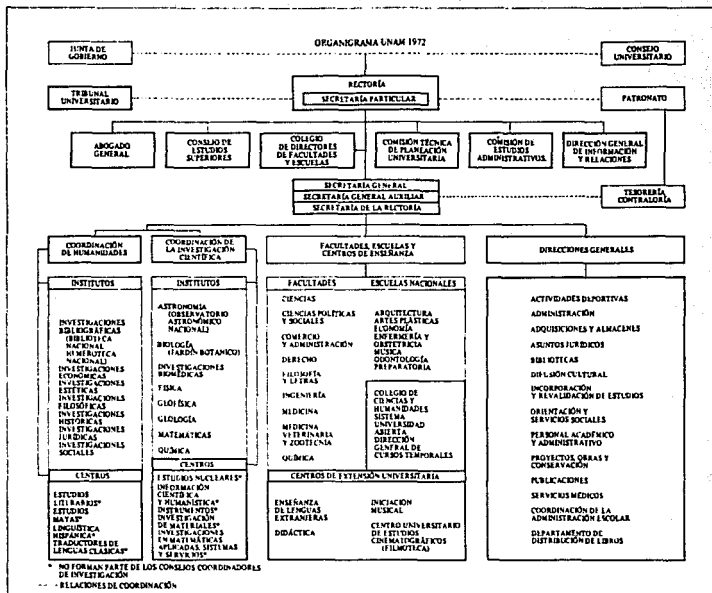 ORGANIGRAMA UNAM 1972
JUNTA DE
GOBIERNO
CONSEJO
UNIVERSITARIO
RECTORÍA
SECRETARÍA PARTICULAR
TRIBUNAL
UNIVERSITARIO
PATRONATO
ABOGADO
GENERAL
CONSEJO DE
ESTUDIOS
SUPERIORES
COLEGIO
DE DIRECTORES
DE FACULTADES
Y ESCUELAS
COMISIÓN TÉCNICA
DE PLANEACIÓN
UNIVERSITARIA
COMISIÓN DE
ESTUDIOS
ADMINISTRATIVOS
DIRECCIÓN GENERAL
DE INFORMACIÓN
Y RELACIONES
SECRETARÍA GENERAL
SECRETARÍA GENERAL AUXILIAR
SECRETARÍA DE LA RECTORÍA
TESORERÍA
CONTRALORÍA
COORDINACIÓN
DE HUMANIDADES
COORDINACIÓN DE
LA INVESTIGACIÓN
CIENTÍFICA
FACULTADES, ESCUELAS Y
CENTROS DE ENSEÑANZA
DIRECCIONES GENERALES
INSTITUTOS
INVESTIGACIONES
BIBLIOGRÁFICAS
(BIBLIOTECA
NACIONAL
HEMEROTECA
NACIONAL)
INVESTIGACIONES
ECONÓMICAS
INVESTIGACIONES
ESTÉTICAS
INVESTIGACIONES
FILOSÓFICAS
INVESTIGACIONES
HISTÓRICAS
INVESTIGACIONES
JURÍDICAS
INVESTIGACIONES
SOCIALES
CENTROS
ESTUDIOS
LITERARIOS*
ESTUDIOS
MAYAS*
LINGÜÍSTICA
HISPÁNICA*
TRADUCTORES DE
LENGUAS CLÁSICAS*
INSTITUTOS
ASTRONOMÍA
(OBSERVATORIO
ASTRONÓMICO
NACIONAL)
BIOLOGÍA
(JARDÍN BOTÁNICO)
INVESTIGACIONES
BIOMÉDICAS
FÍSICA
GEOFÍSICA
GEOLOGÍA
MATEMÁTICAS
QUÍMICA
CENTROS
ESTUDIOS NUCLEARES*
INFORMACIÓN
CIENTÍFICA
Y HUMANÍSTICA*
INSTRUMENTOS*
INVESTIGACIÓN
DE MATERIALES*
INVESTIGACIONES
EN MATEMÁTICAS
APLICADAS, SISTEMAS
Y SERVICIOS*
FACULTADES
CIENCIAS
CIENCIAS POLÍTICAS
Y SOCIALES
COMERCIO
Y ADMINISTRACIÓN
DERECHO
FILOSOFÍA
Y LETRAS
INGENIERÍA
MEDICINA
MEDICINA
VETERINARIA
Y ZOOTECNIA
QUÍMICA
ESCUELAS NACIONALES
ARQUITECTURA
ARTES PLÁSTICAS
ECONOMÍA
ENFERMERÍA Y
OBSTETRICIA
MÚSICA
ODONTOLOGÍA
PREPARATORIA
COLEGIO DE
CIENCIAS Y
HUMANIDADES
SISTEMA
UNIVERSIDAD
ABIERTA
DIRECCIÓN
GENERAL DE
CURSOS TEMPORALES
CENTROS DE EXTENSIÓN UNIVERSITARIA
ENSEÑANZA
DE LENGUAS
EXTRANJERAS
DIDÁCTICA
INICIACIÓN
MUSICAL
CENTRO UNIVERSITARIO
DE ESTUDIOS
CINEMATOGRÁFICOS
(FILMOTECA)
ACTIVIDADES DEPORTIVAS
ADMINISTRACIÓN
ADQUISICIONES Y ALMACENES
ASUNTOS JURÍDICOS
BIBLIOTECAS
DIFUSIÓN CULTURAL
INCORPORACIÓN
Y REVALIDACIÓN DE ESTUDIOS
ORIENTACIÓN Y
SERVICIOS SOCIALES
PERSONAL ACADÉMICO
Y ADMINISTRATIVO
PROYECTOS, OBRAS Y
CONSERVACIÓN
PUBLICACIONES
SERVICIOS MÉDICOS
COORDINACIÓN DE LA
ADMINISTRACIÓN ESCOLAR
DEPARTAMENTO DE
DISTRIBUCIÓN DE LIBROS
* NO FORMAN PARTE DE LOS CONSEJOS COORDINADORES
DE INVESTIGACIÓN
---- RELACIONES DE COORDINACIÓN